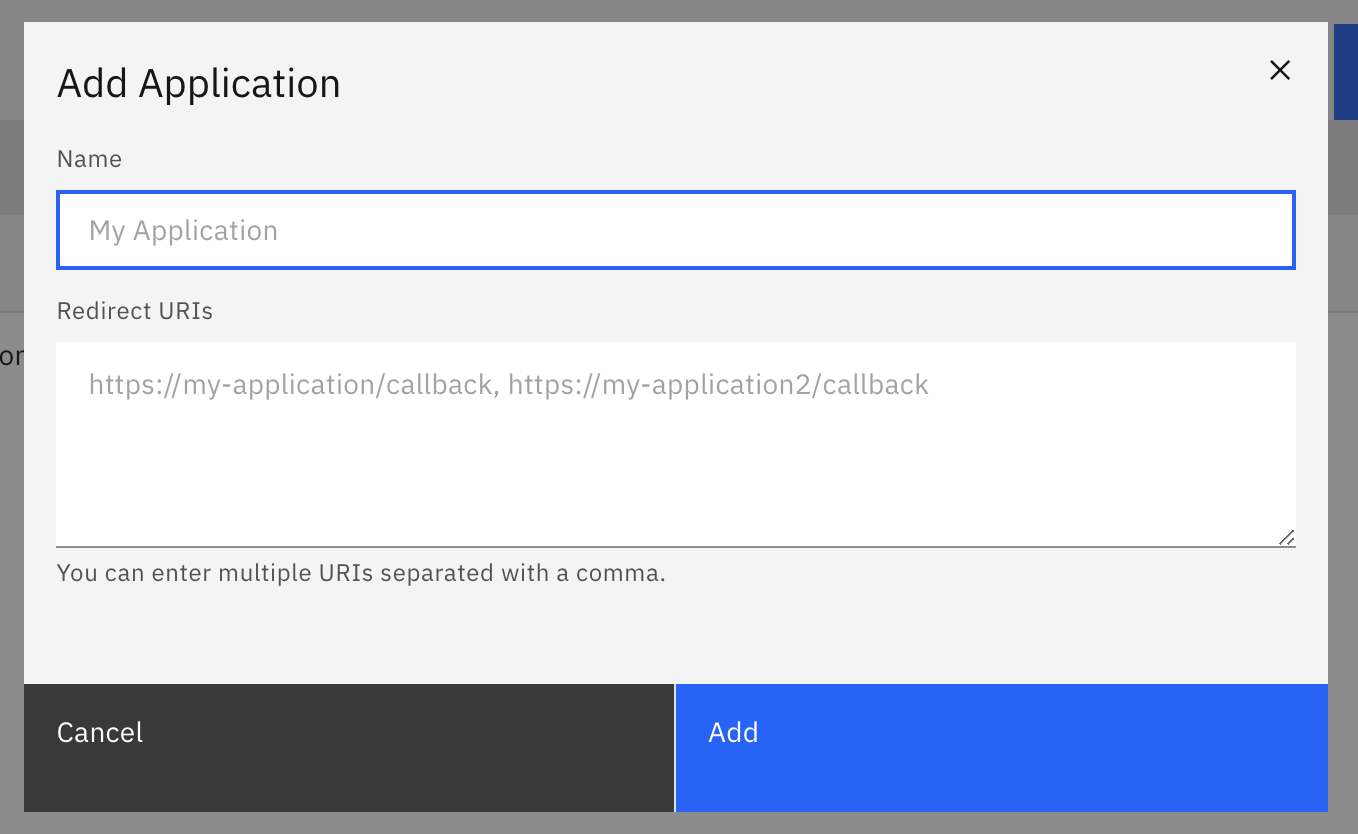 Add Application
Name
My Application
Redirect URIs
or
https://my-application/callback, https://my-application2/callback
You can enter multiple URIs separated with a comma.
Cancel
Add